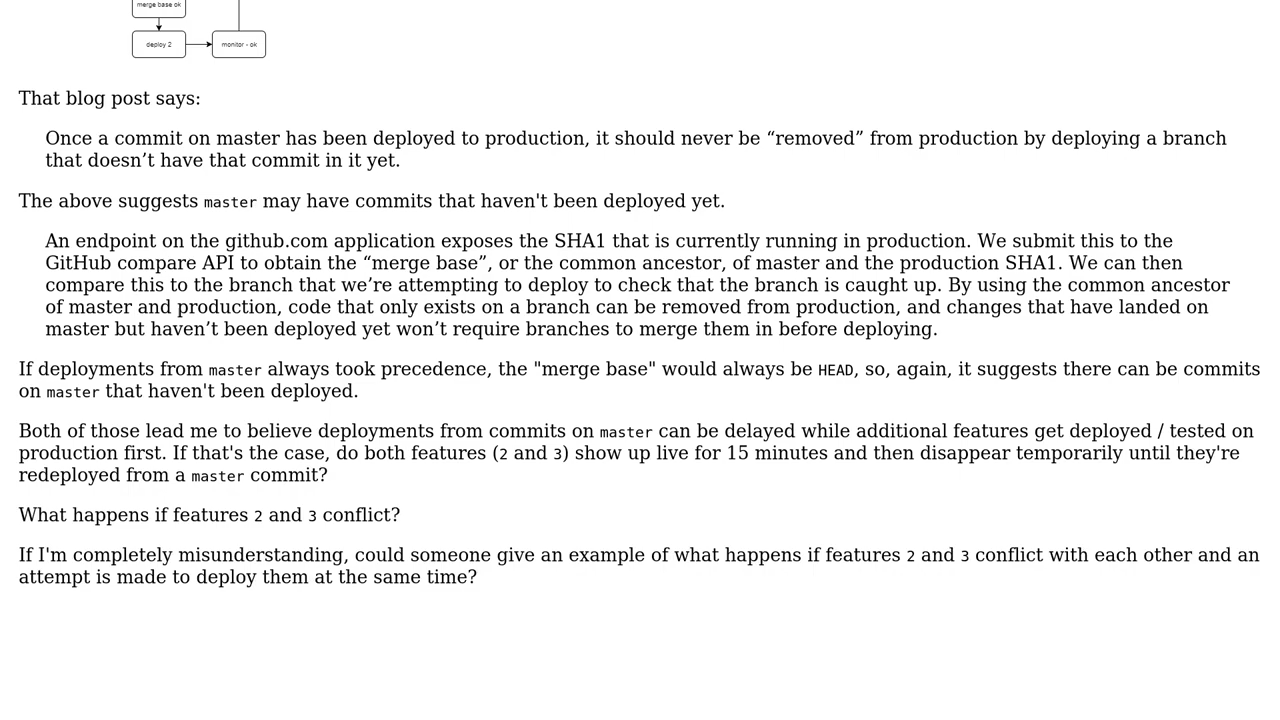 merge base ok
deploy 2
monitor - ok
That blog post says:
Once a commit on master has been deployed to production, it should never be “removed” from production by deploying a branch
that doesn’t have that commit in it yet.
The above suggests master may have commits that haven't been deployed yet.
An endpoint on the github.com application exposes the SHA1 that is currently running in production. We submit this to the
GitHub compare API to obtain the “merge base”, or the common ancestor, of master and the production SHA1. We can then
compare this to the branch that we’re attempting to deploy to check that the branch is caught up. By using the common ancestor
of master and production, code that only exists on a branch can be removed from production, and changes that have landed on
master but haven’t been deployed yet won’t require branches to merge them in before deploying.
If deployments from master always took precedence, the "merge base" would always be HEAD, so, again, it suggests there can be commits
on master that haven't been deployed.
Both of those lead me to believe deployments from commits on master can be delayed while additional features get deployed / tested on
production first. If that's the case, do both features (2 and 3) show up live for 15 minutes and then disappear temporarily until they're
redeployed from a master commit?
What happens if features 2 and 3 conflict?
If I'm completely misunderstanding, could someone give an example of what happens if features 2 and 3 conflict with each other and an
attempt is made to deploy them at the same time?